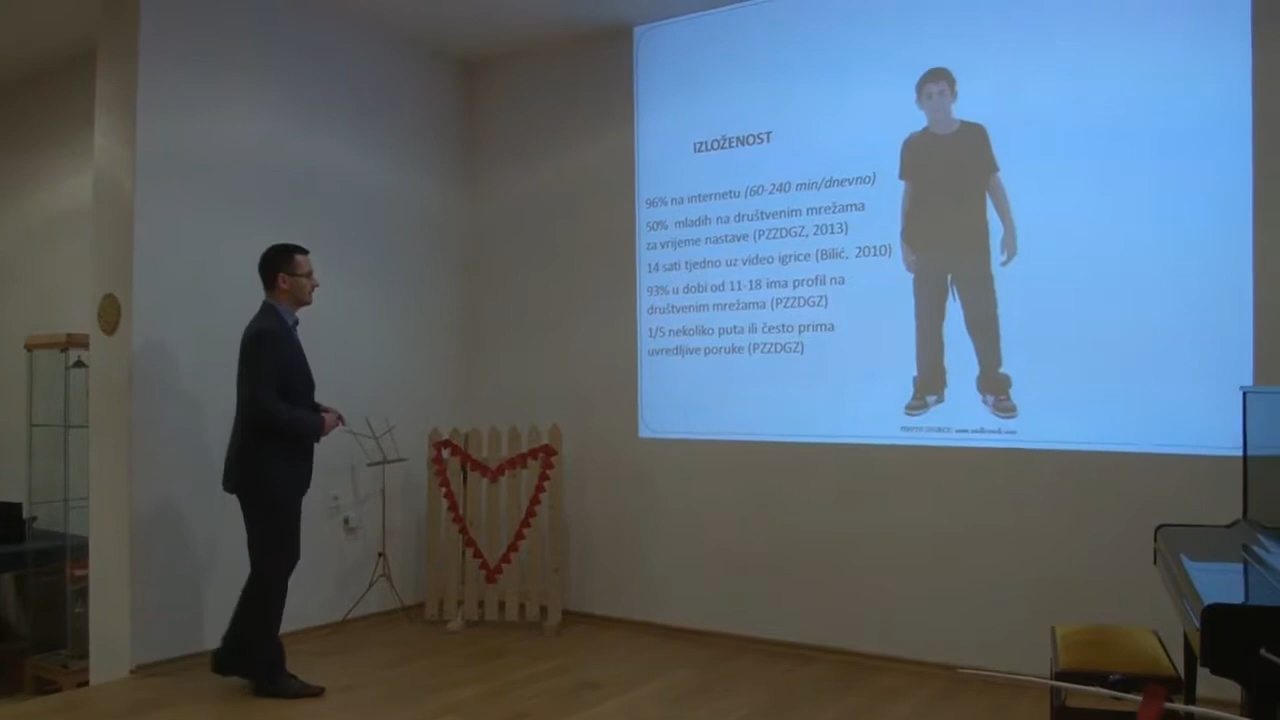 IZLOŽENOST
96% na internetu (60-240 min/dnevno)
50% mladih na društvenim mrežama
za vrijeme nastave (PZZDGZ, 2013)
14 sati tjedno uz video igrice (Bilić, 2010)
93% u dobi od 11-18 ima profil na
društvenim mrežama (PZZDGZ)
1/5 nekoliko puta ili često prima
uvredljive poruke (PZZDGZ)